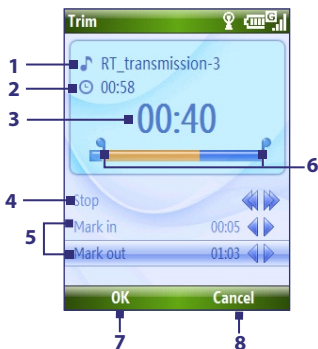 Trim
G
1 RT_transmission-3
2 00:58
3 00:40
6
4 Stop
5 Mark in 00:05
Mark out 01:03
OK Cancel
7 8